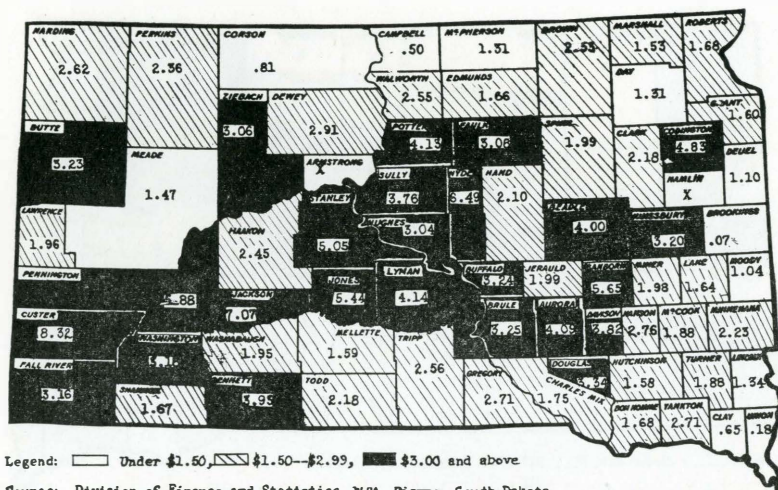 HARDING 2.62
PERKINS 2.36
CORSON .81
CAMPBELL .50
McPHERSON 1.31
BROWN 2.55
MARSHALL 1.53
ROBERTS 1.68
WALWORTH 2.55
EDMUNDS 1.66
DAY 1.31
GRANT 1.60
BUTTE 3.23
ZIEBACH 3.06
DEWEY 2.91
POTTER 4.13
FAULK 3.08
SPINK 1.99
CLARK 2.18
CODINGTON 4.83
DEUEL 1.10
MEADE 1.47
ARMSTRONG X
SULLY 3.76
HYDE 6.49
HAND 2.10
HAMLIN X
LAWRENCE 1.96
HAAKON 2.45
STANLEY 5.05
HUGHES 3.04
BEADLE 4.00
KINGSBURY 3.20
BROOKINGS .07
PENNINGTON 5.88
JACKSON 7.07
JONES 5.44
LYMAN 4.14
BUFFALO 3.24
JERAULD 1.99
SANBORN 5.65
MINER 1.98
LAKE 1.64
MOODY 1.04
CUSTER 8.32
WASHINGTON
WASHABAUGH 1.95
MELLETTE 1.59
TRIPP 2.56
BRULE 3.25
AURORA 4.09
DAVISON 3.82
HANSON 2.76
McCOOK 1.88
MINNEHAHA 2.23
FALL RIVER 3.16
SHANNON 1.67
BENNETT 3.95
TODD 2.18
GREGORY 2.71
CHARLES MIX 1.75
DOUGLAS 3.34
HUTCHINSON 1.58
TURNER 1.88
LINCOLN 1.34
BON HOMME 1.68
YANKTON 2.71
CLAY .65
UNION .18
Legend: Under $1.50, $1.50--$2.99, $3.00 and above
Source: Division of Finance and Statistics, Pierre, South Dakota